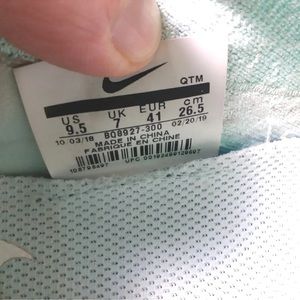 QTM
US UK EUR cm
9.5 7 41 26.5
10/03/18 BQ8927-300 02/20/19
MADE IN CHINA
FABRIQUE EN CHINE